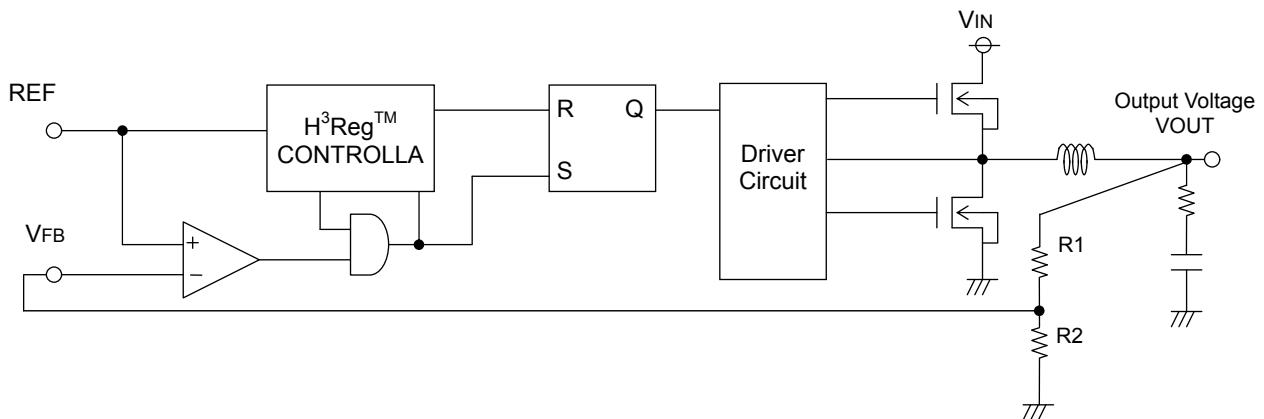 VIN
REF
H³Reg™
CONTROLLA
R
Q
S
Driver
Circuit
Output Voltage
VOUT
VFB
+
−
R1
R2